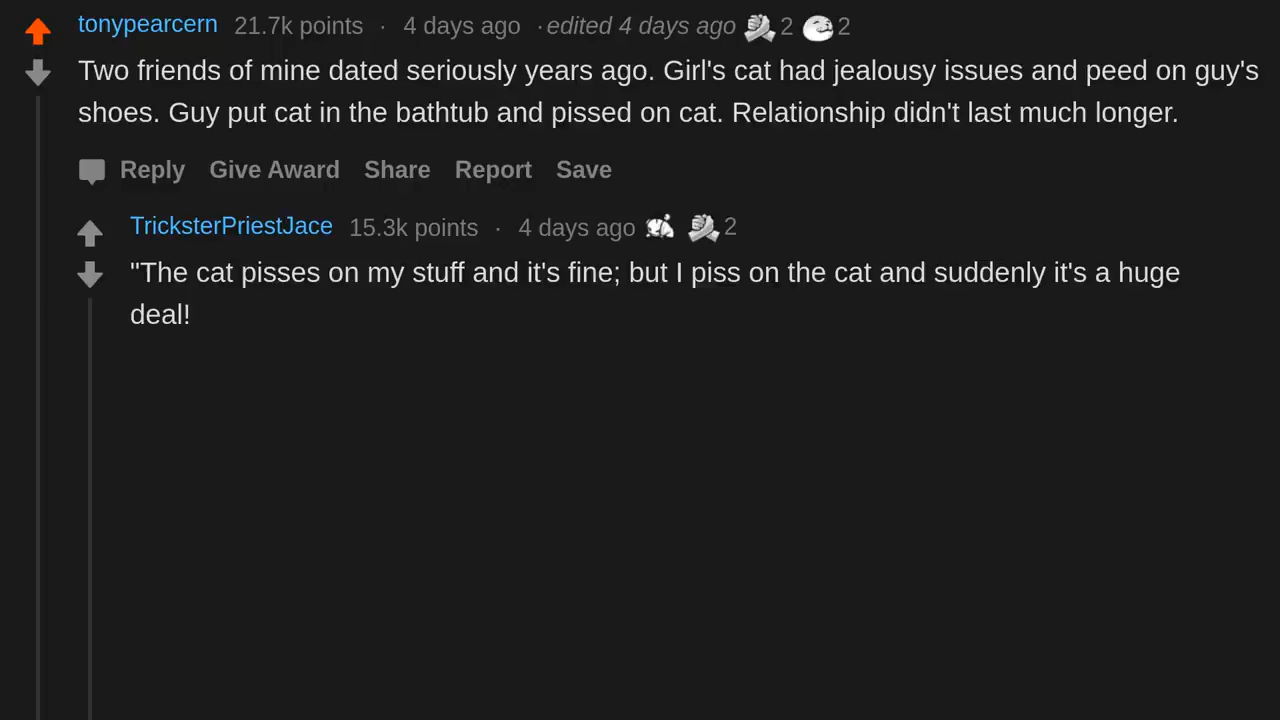 tonypearcern 21.7k points · 4 days ago · edited 4 days ago 2 2
Two friends of mine dated seriously years ago. Girl's cat had jealousy issues and peed on guy's
shoes. Guy put cat in the bathtub and pissed on cat. Relationship didn't last much longer.
Reply Give Award Share Report Save
TricksterPriestJace 15.3k points · 4 days ago 2
"The cat pisses on my stuff and it's fine; but I piss on the cat and suddenly it's a huge
deal!